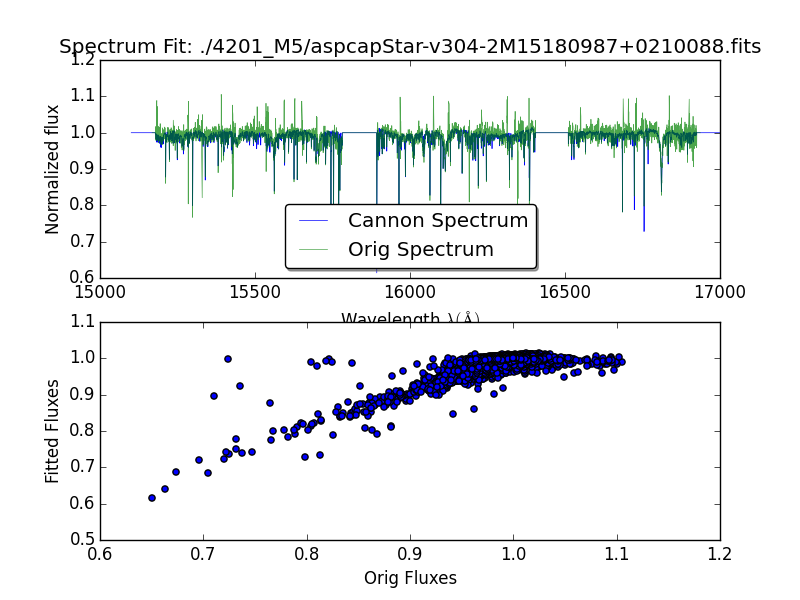 Spectrum Fit: ./4201_M5/aspcapStar-v304-2M15180987+0210088.fits
1.2
1.1
1.0
0.9
0.8
0.7
0.6
Normalized flux
Cannon Spectrum
Orig Spectrum
15000 15500 16000 16500 17000
Wavelength λ(Å)
1.1
1.0
0.9
0.8
0.7
0.6
0.5
Fitted Fluxes
0.6 0.7 0.8 0.9 1.0 1.1 1.2
Orig Fluxes